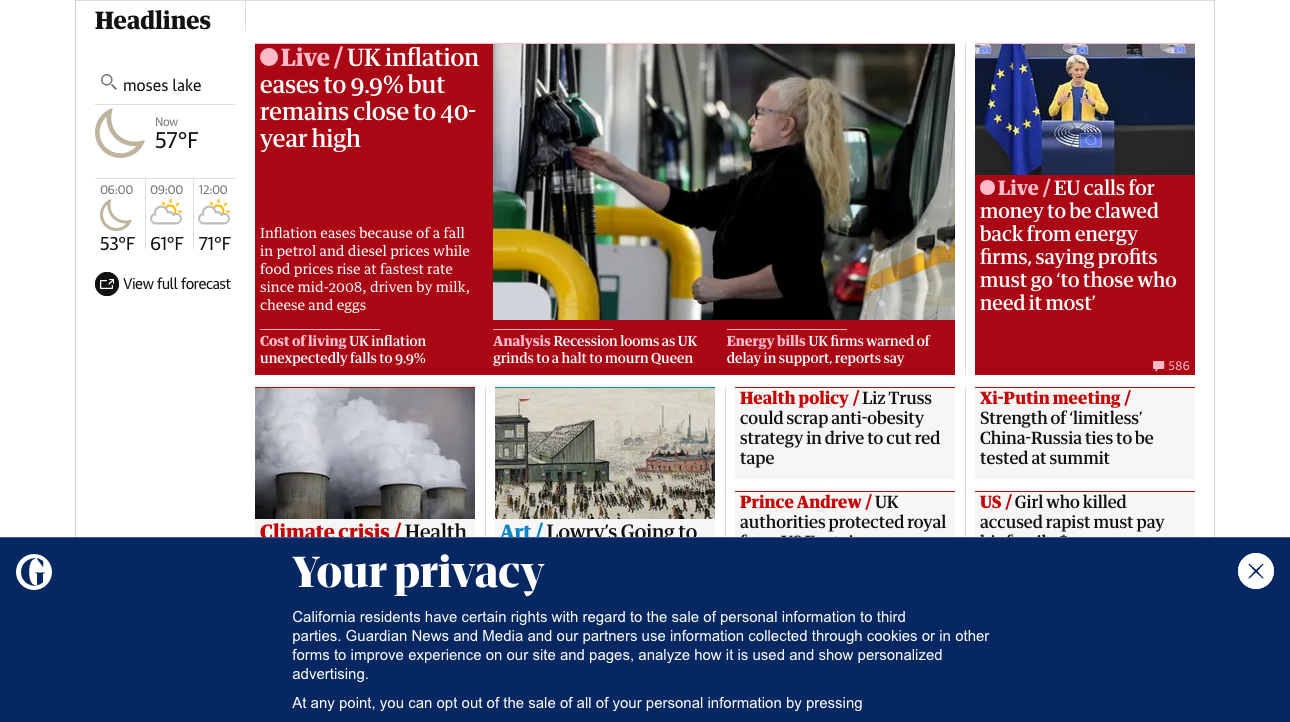 Headlines
moses lake
Now
57°F
06:00 09:00 12:00
53°F 61°F 71°F
View full forecast
Live / UK inflation
eases to 9.9% but
remains close to 40-
year high
Inflation eases because of a fall
in petrol and diesel prices while
food prices rise at fastest rate
since mid-2008, driven by milk,
cheese and eggs
Cost of living UK inflation
unexpectedly falls to 9.9%
Analysis Recession looms as UK
grinds to a halt to mourn Queen
Energy bills UK firms warned of
delay in support, reports say
Live / EU calls for
money to be clawed
back from energy
firms, saying profits
must go ‘to those who
need it most’
586
Climate crisis / Health
Art / Lowry’s Going to
Health policy / Liz Truss
could scrap anti-obesity
strategy in drive to cut red
tape
Prince Andrew / UK
authorities protected royal
Xi-Putin meeting /
Strength of ‘limitless’
China-Russia ties to be
tested at summit
US / Girl who killed
accused rapist must pay
Your privacy
California residents have certain rights with regard to the sale of personal information to third
parties. Guardian News and Media and our partners use information collected through cookies or in other
forms to improve experience on our site and pages, analyze how it is used and show personalized
advertising.
At any point, you can opt out of the sale of all of your personal information by pressing